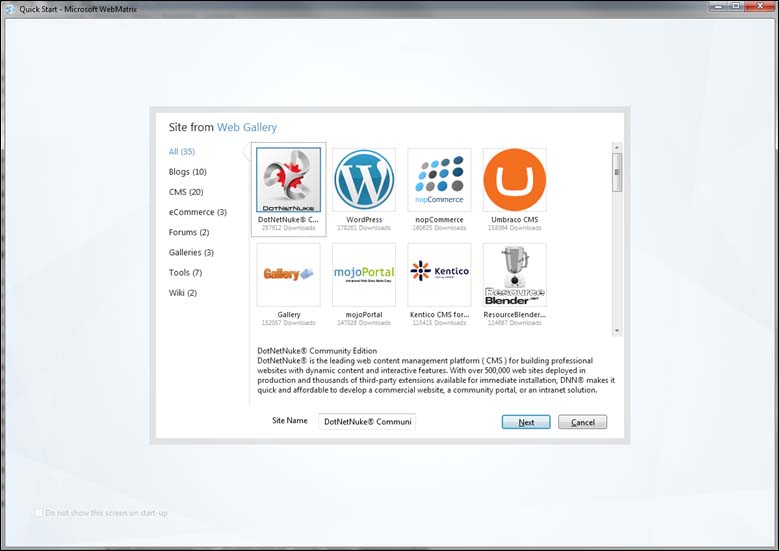 Quick Start - Microsoft WebMatrix
Site from Web Gallery
All (35)
Blogs (10)
CMS (20)
eCommerce (3)
Forums (2)
Galleries (3)
Tools (7)
Wiki (2)
DOTNETNUKE
nopCommerce
DotNetNuke® C...
WordPress
nopCommerce
Umbraco CMS
257912 Downloads
178261 Downloads
160625 Downloads
158064 Downloads
Gallery
mojoPortal
Kentico
Resource
Blender.NET
Gallery
mojoPortal
Kentico CMS for...
ResourceBlender...
152057 Downloads
147028 Downloads
115415 Downloads
114687 Downloads
DotNetNuke® Community Edition
DotNetNuke® is the leading web content management platform ( CMS ) for building professional
websites with dynamic content and interactive features. With over 500,000 web sites deployed in
production and thousands of third-party extensions available for immediate installation, DNN® makes it
quick and affordable to develop a commercial website, a community portal, or an intranet solution.
Site Name
DotNetNuke® Communi
Next
Cancel
Do not show this screen on start-up